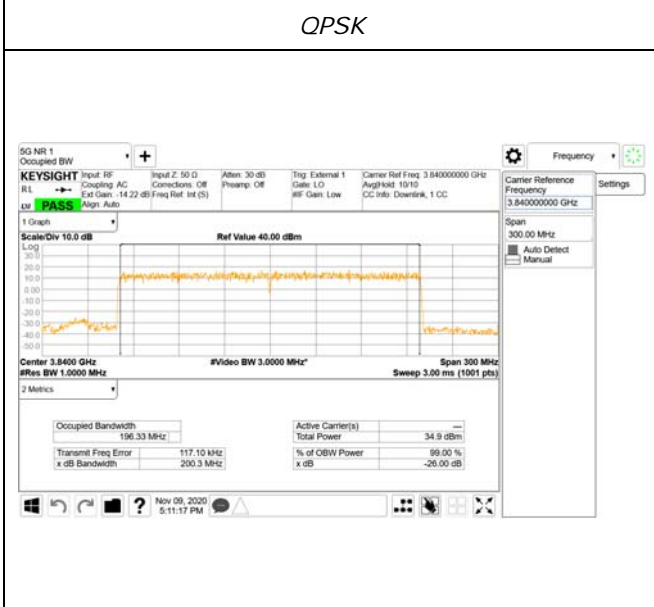 QPSK
5G NR 1
Occupied BW
+
Frequency
KEYSIGHT
RL
PASS
Input: RF
Coupling: AC
Ext Gain: -14.22 dB
Align: Auto
Input Z: 50 Ω
Corrections: Off
Freq Ref: Int (S)
Atten: 30 dB
Preamp: Off
Trig: External 1
Gate: LO
#IF Gain: Low
Carrier Ref Freq: 3.840000000 GHz
Avg|Hold: 10/10
CC Info: Downlink, 1 CC
Carrier Reference
Frequency
3.840000000 GHz
Settings
Span
300.00 MHz
Auto Detect
Manual
1 Graph
Scale/Div 10.0 dB
Ref Value 40.00 dBm
Log
30.0
20.0
10.0
0.00
-10.0
-20.0
-30.0
-40.0
-50.0
Center 3.8400 GHz
#Video BW 3.0000 MHz*
Span 300 MHz
#Res BW 1.0000 MHz
Sweep 3.00 ms (1001 pts)
2 Metrics
Occupied Bandwidth
196.33 MHz
Active Carrier(s) —
Total Power 34.9 dBm
Transmit Freq Error 117.10 kHz
x dB Bandwidth 200.3 MHz
% of OBW Power 99.00 %
x dB -26.00 dB
?
Nov 09, 2020
5:11:17 PM